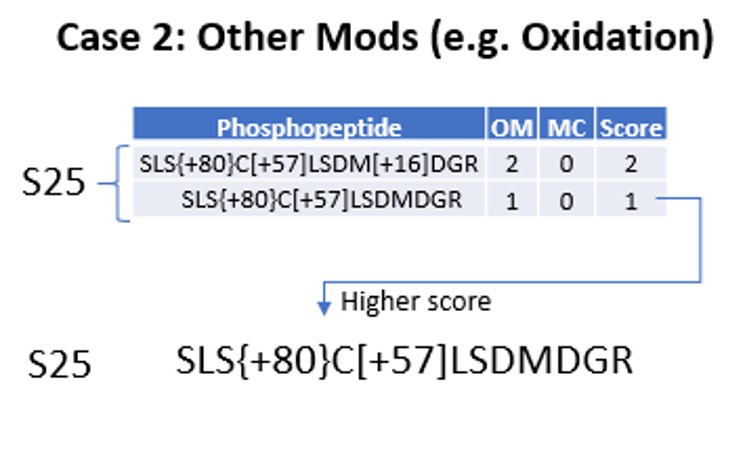 Case 2: Other Mods (e.g. Oxidation)
Phosphopeptide OM MC Score
SLS{+80}C[+57]LSDM[+16]DGR 2 0 2
S25
SLS{+80}C[+57]LSDMDGR 1 0 1
Higher score
S25 SLS{+80}C[+57]LSDMDGR